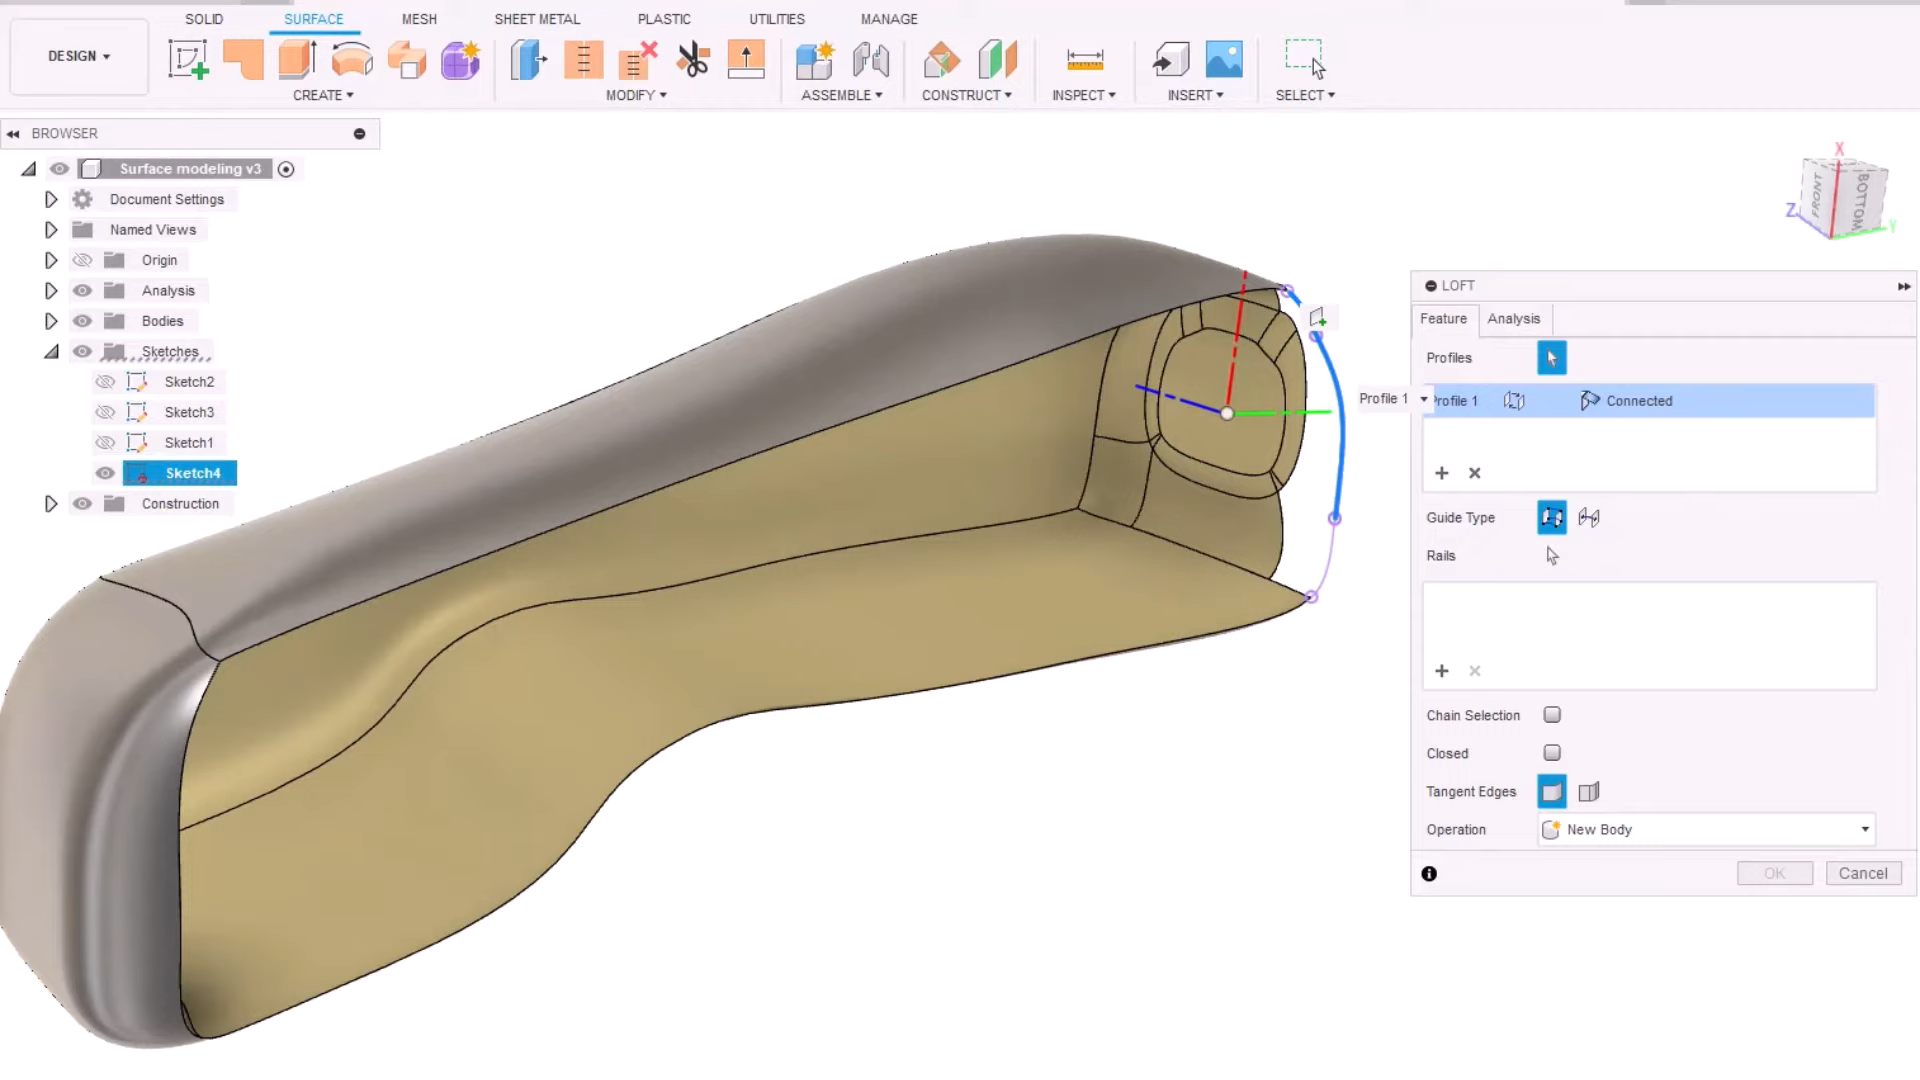 SOLID SURFACE MESH SHEET METAL PLASTIC UTILITIES MANAGE
DESIGN
CREATE MODIFY ASSEMBLE CONSTRUCT INSPECT INSERT SELECT
BROWSER
Surface modeling v3
Document Settings
Named Views
Origin
Analysis
Bodies
Sketches
Sketch2
Sketch3
Sketch1
Sketch4
Construction
X
FRONT
BOTTOM
Z
Y
Profile 1
LOFT
Feature Analysis
Profiles
Profile 1 Connected
Guide Type
Rails
Chain Selection
Closed
Tangent Edges
Operation New Body
OK Cancel